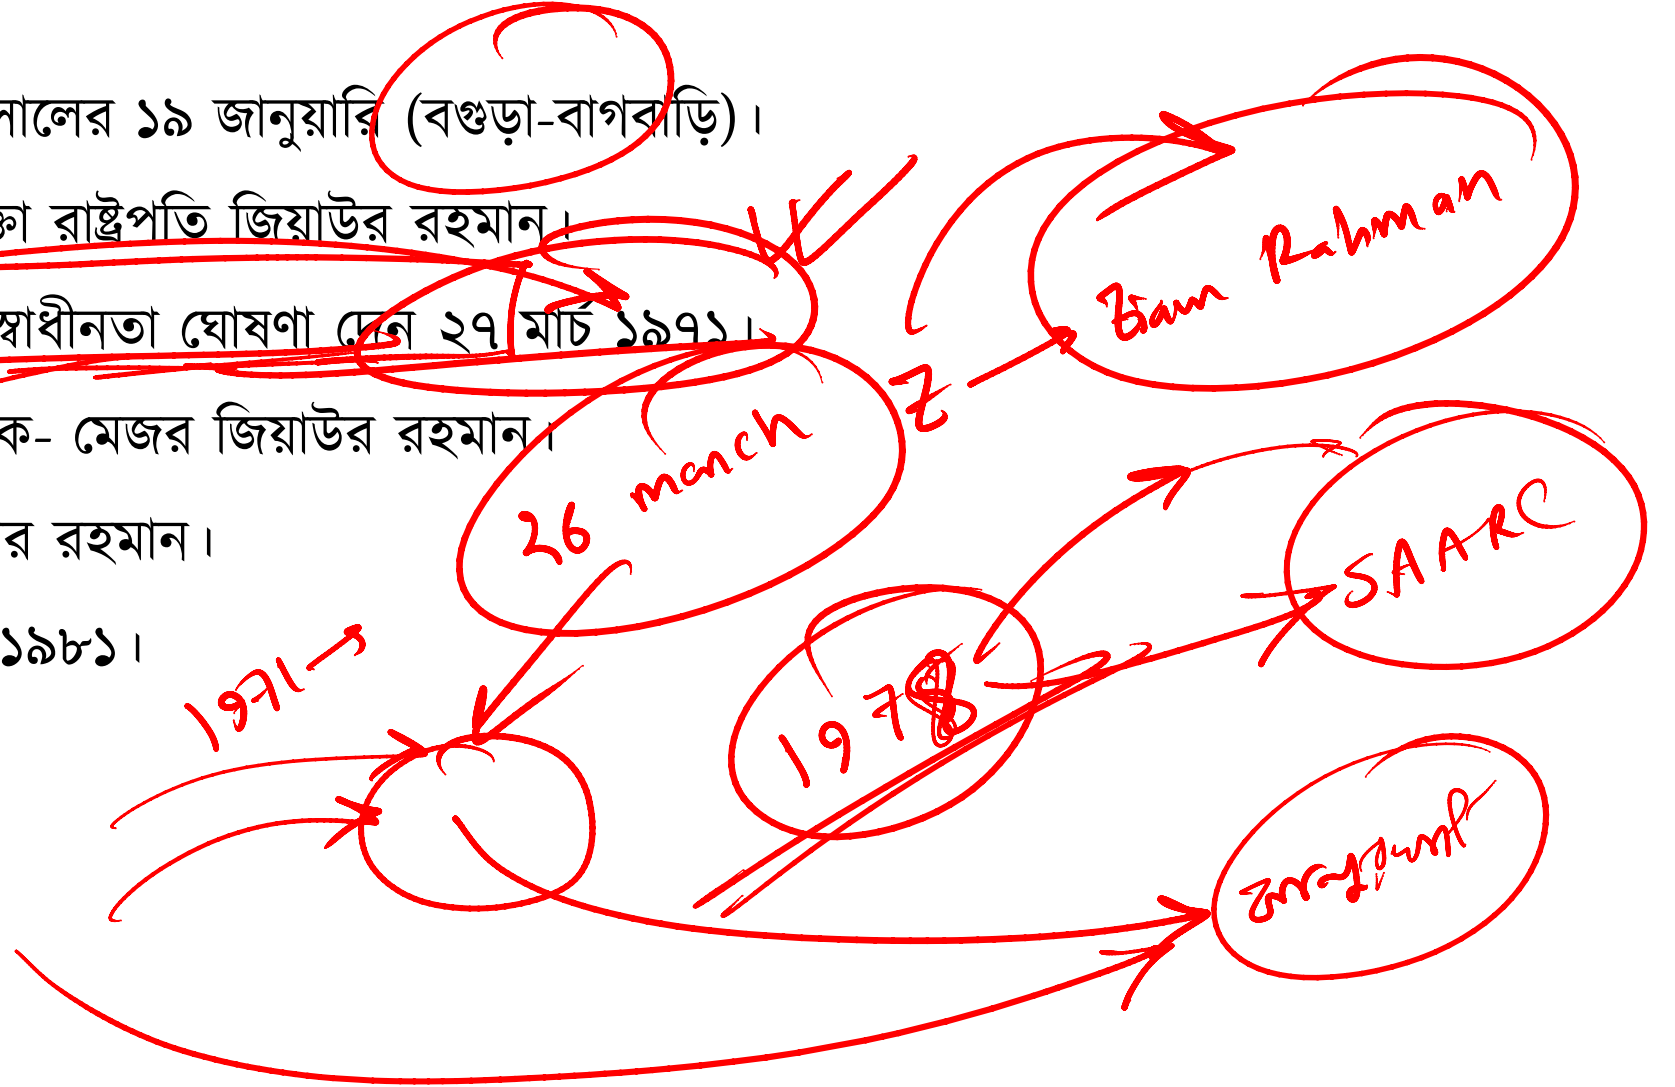 সালের ১৯ জানুয়ারি (বগুড়া-বাগবাড়ি)।
ক্তা রাষ্ট্রপতি জিয়াউর রহমান।
স্বাধীনতা ঘোষণা দেন ২৭ মার্চ ১৯৭১।
ক- মেজর জিয়াউর রহমান।
র রহমান।
১৯৮১।
Rahman
Z
26 march
SAARC
1978
1971